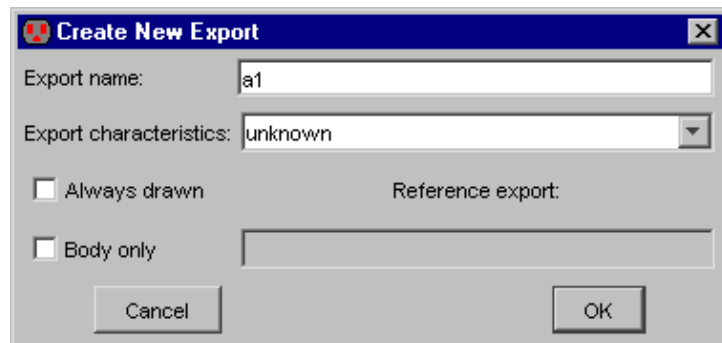 Create New Export
Export name: a1
Export characteristics: unknown
Always drawn Reference export:
Body only
Cancel OK